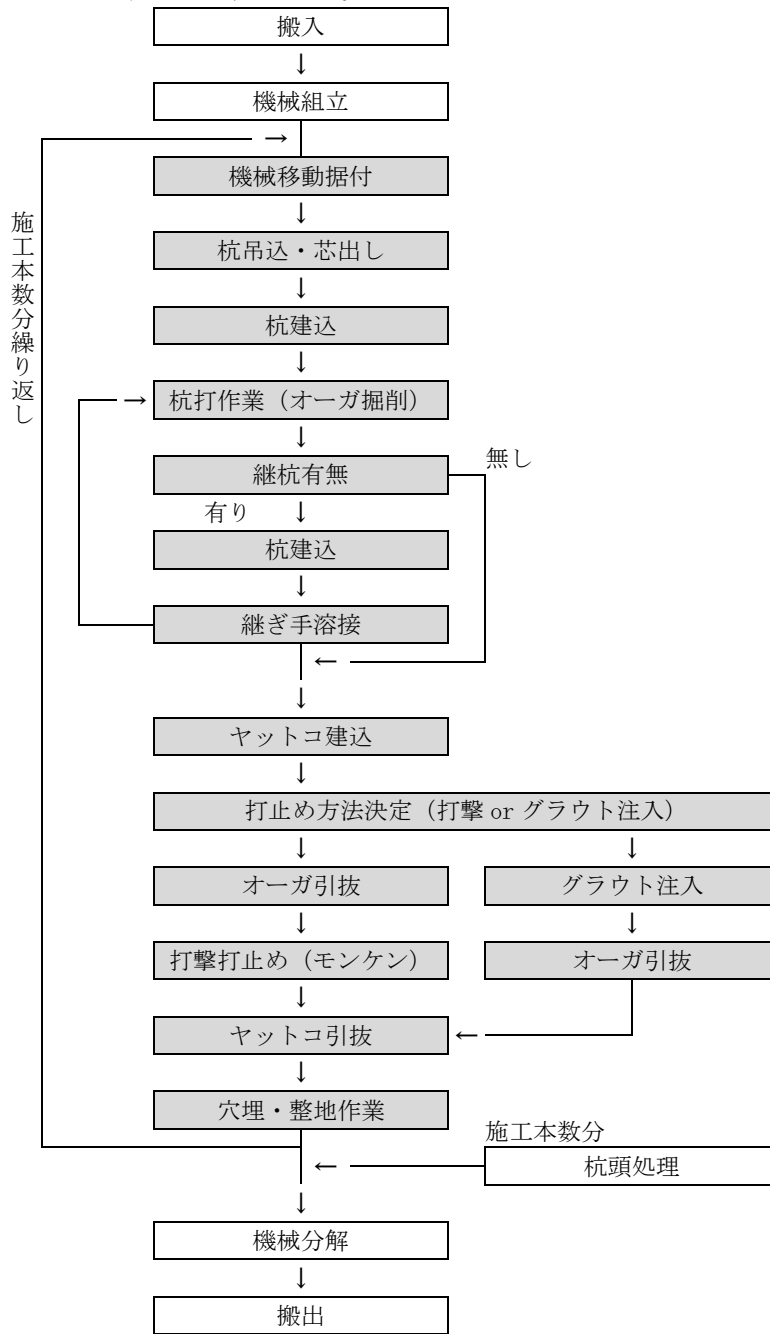 搬入
↓
機械組立
→
機械移動据付
↓
杭吊込・芯出し
↓
杭建込
↓
施工本数分繰り返し
→ 杭打作業（オーガ掘削）
↓
継杭有無
無し
有り ↓
杭建込
↓
継ぎ手溶接
←
↓
ヤットコ建込
↓
打止め方法決定（打撃 or グラウト注入）
↓ ↓
オーガ引抜 グラウト注入
↓ ↓
打撃打止め（モンケン） オーガ引抜
↓
ヤットコ引抜 ←
↓
穴埋・整地作業
施工本数分
← 杭頭処理
↓
機械分解
↓
搬出